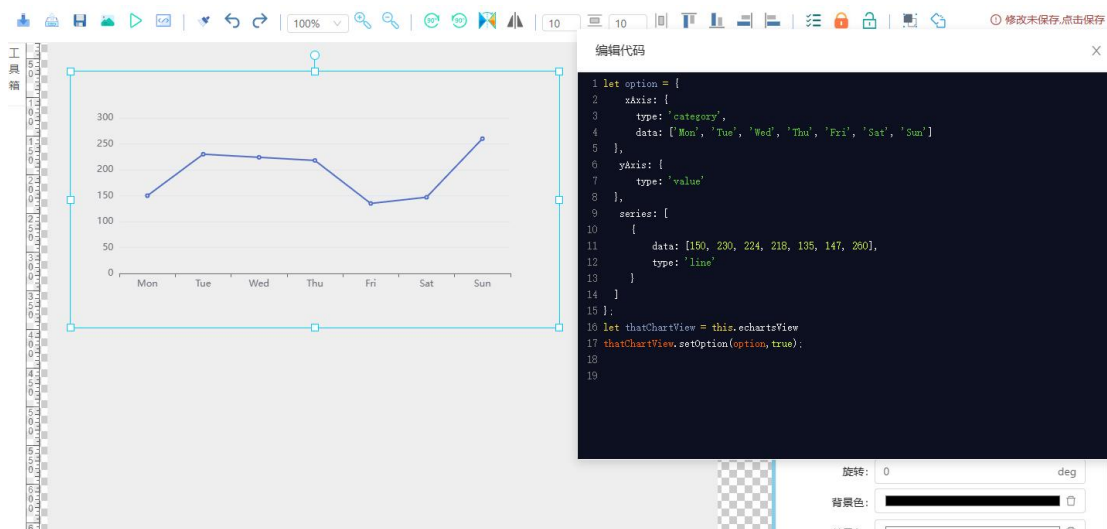 100%
10
10
修改未保存,点击保存
工
具
箱
编辑代码
300
250
200
150
100
50
0
Mon Tue Wed Thu Fri Sat Sun
1 let option = {
2 xAxis: {
3 type: 'category',
4 data: ['Mon', 'Tue', 'Wed', 'Thu', 'Fri', 'Sat', 'Sun']
5 },
6 yAxis: {
7 type: 'value'
8 },
9 series: [
10 {
11 data: [150, 230, 224, 218, 135, 147, 260],
12 type: 'line'
13 }
14 ]
15 };
16 let thatChartView = this.echartsView
17 thatChartView.setOption(option,true);
18
19
旋转: 0 deg
背景色: